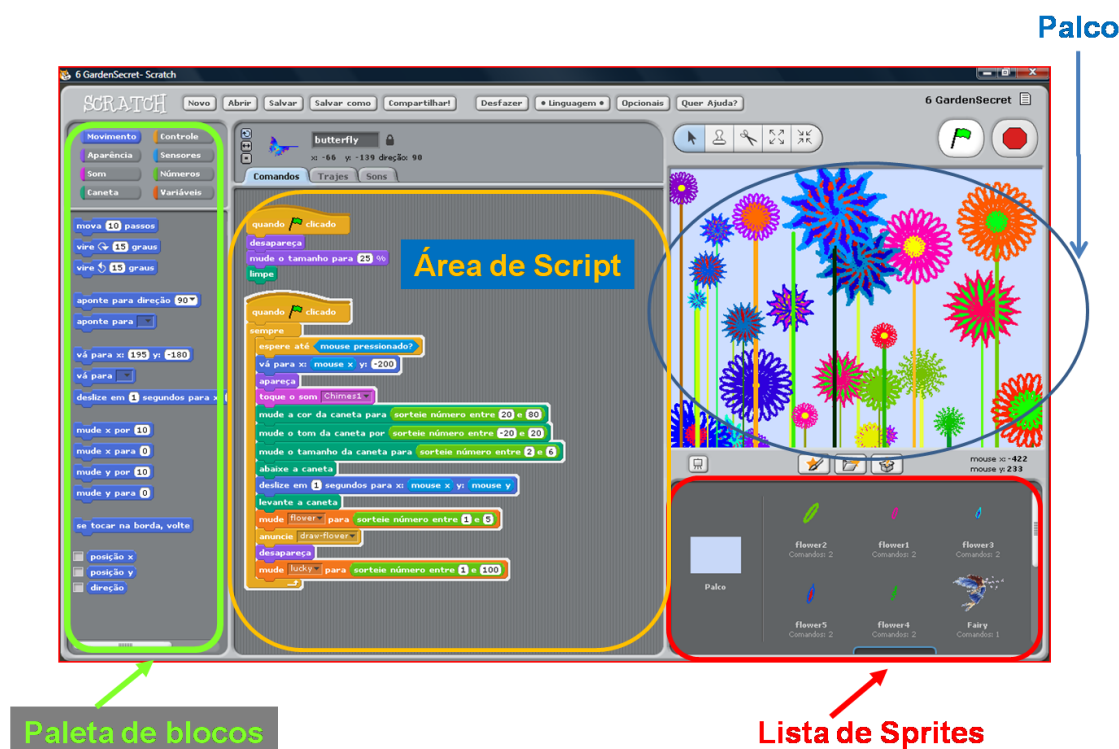 Palco
6 GardenSecret- Scratch
SCRATCH
Novo
Abrir
Salvar
Salvar como
Compartilhar!
Desfazer
• Linguagem •
Opcionais
Quer Ajuda?
6 GardenSecret
Movimento
Controle
Aparência
Sensores
Som
Números
Caneta
Variáveis
mova 10 passos
vire 15 graus
vire 15 graus
aponte para direção 90
aponte para
vá para x: 195 y: -180
vá para
deslize em 1 segundos para x
mude x por 10
mude x para 0
mude y por 10
mude y para 0
se tocar na borda, volte
posição x
posição y
direção
butterfly
x: -66 y: -139 direção: 90
Comandos
Trajes
Sons
Área de Script
quando clicado
desapareça
mude o tamanho para 25 %
limpe
quando clicado
sempre
espere até mouse pressionado?
vá para x: mouse x y: -200
apareça
toque o som Chimes1
mude a cor da caneta para sorteie número entre 20 e 80
mude o tom da caneta por sorteie número entre -20 e 20
mude o tamanho da caneta para sorteie número entre 2 e 6
abaixe a caneta
deslize em 1 segundos para x: mouse x y: mouse y
levante a caneta
mude flower para sorteie número entre 1 e 5
anuncie draw-flower
desapareça
mude lucky para sorteie número entre 1 e 100
mouse x: -422
mouse y: 233
Palco
flower2
Comandos: 2
flower1
Comandos: 2
flower3
Comandos: 2
flower5
Comandos: 2
flower4
Comandos: 2
Fairy
Comandos: 1
Paleta de blocos
Lista de Sprites